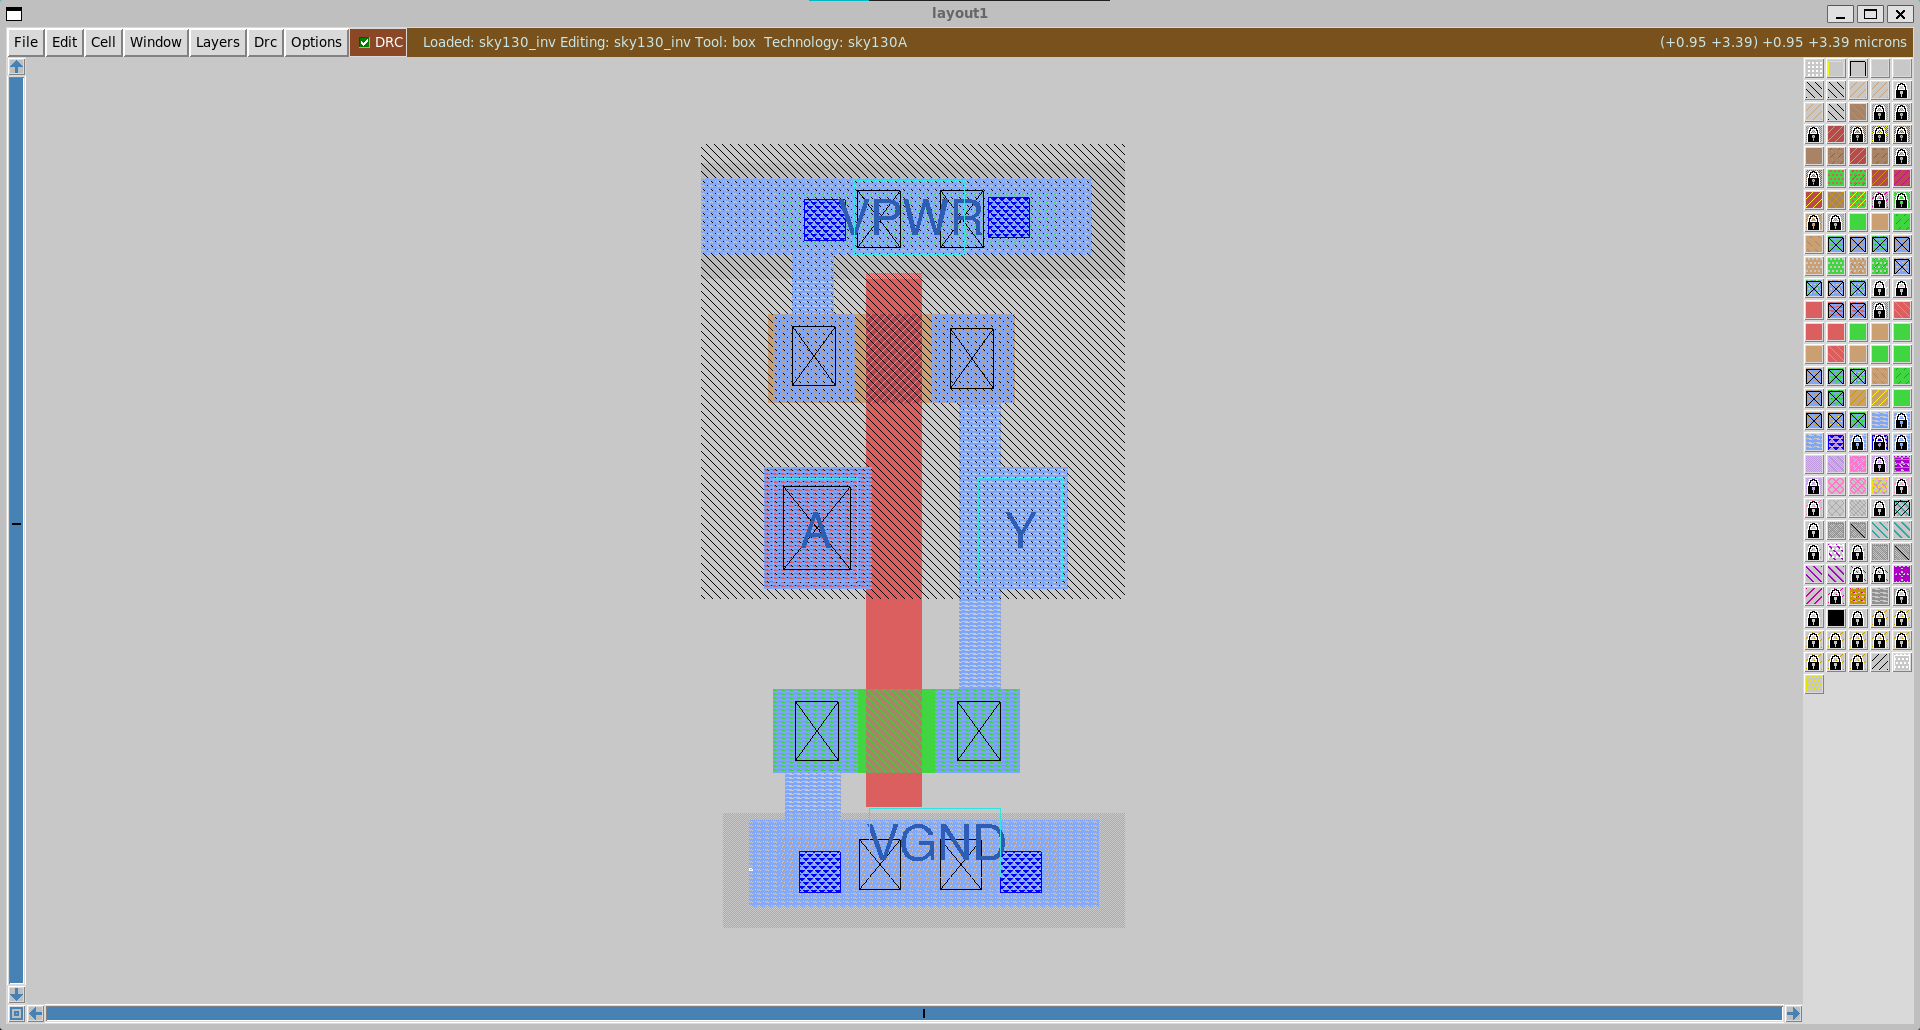 layout1
File Edit Cell Window Layers Drc Options DRC Loaded: sky130_inv Editing: sky130_inv Tool: box Technology: sky130A (+0.95 +3.39) +0.95 +3.39 microns
VPWR
A Y
VGND